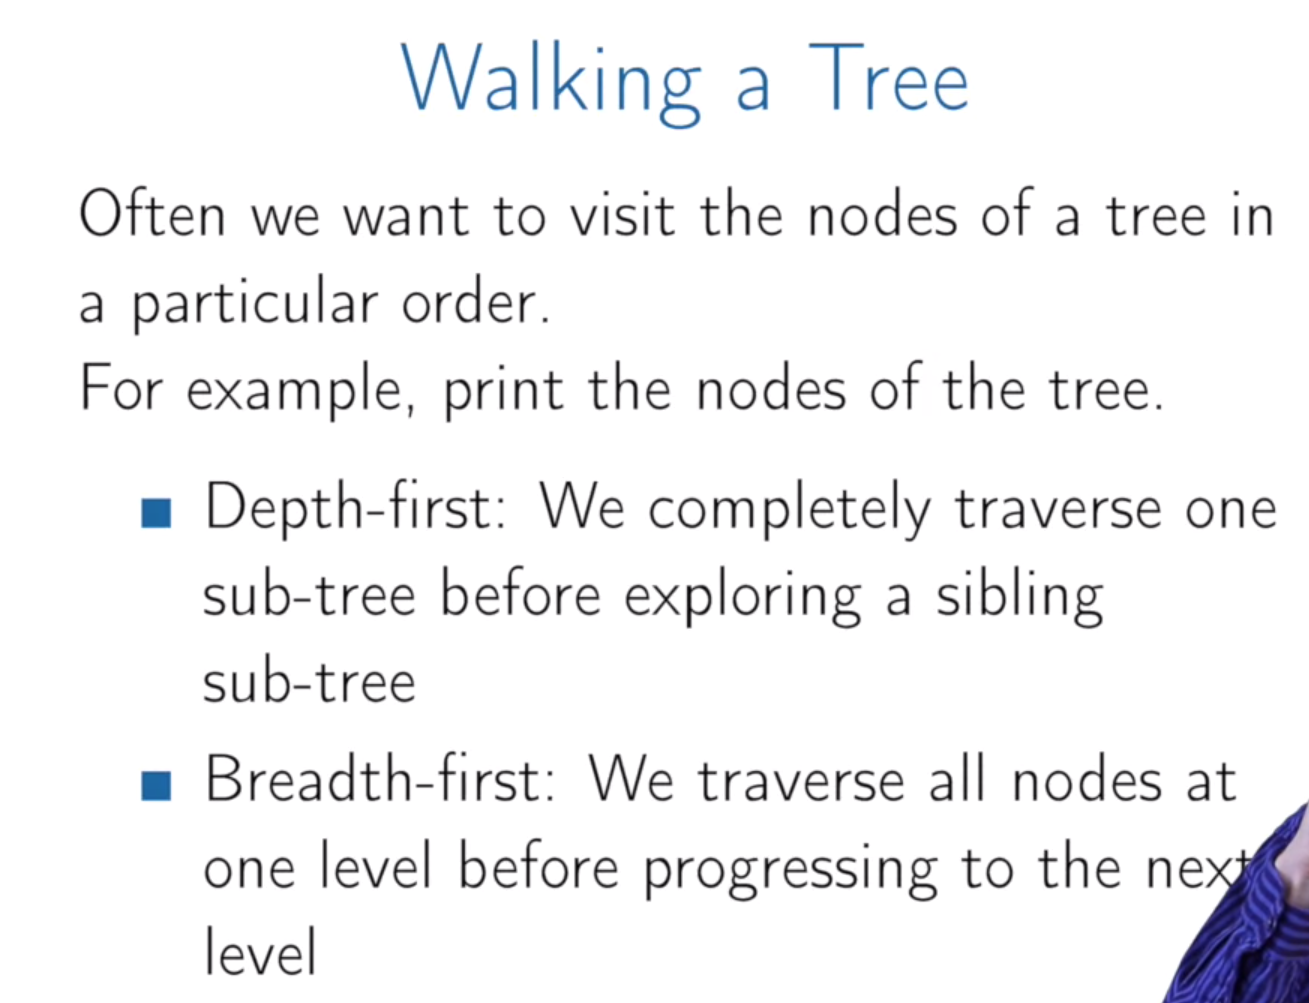 Walking a Tree
Often we want to visit the nodes of a tree in
a particular order.
For example, print the nodes of the tree.
Depth-first: We completely traverse one
sub-tree before exploring a sibling
sub-tree
Breadth-first: We traverse all nodes at
one level before progressing to the next
level